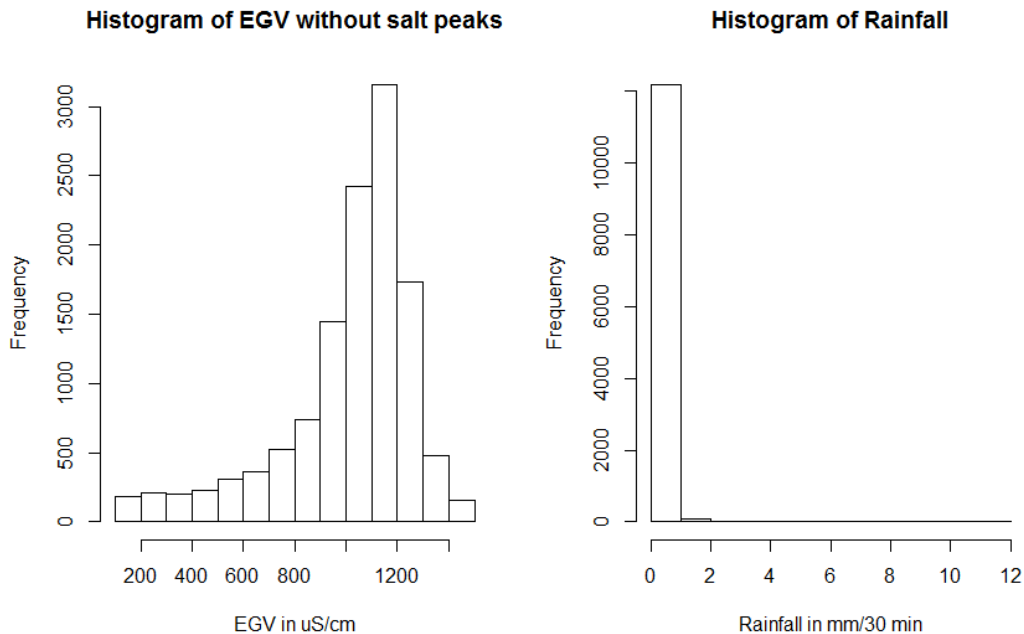 Histogram of EGV without salt peaks
Frequency
0
500
1000
1500
2000
2500
3000
200 400 600 800 1200
EGV in uS/cm
Histogram of Rainfall
Frequency
0
2000
4000
6000
8000
10000
0 2 4 6 8 10 12
Rainfall in mm/30 min